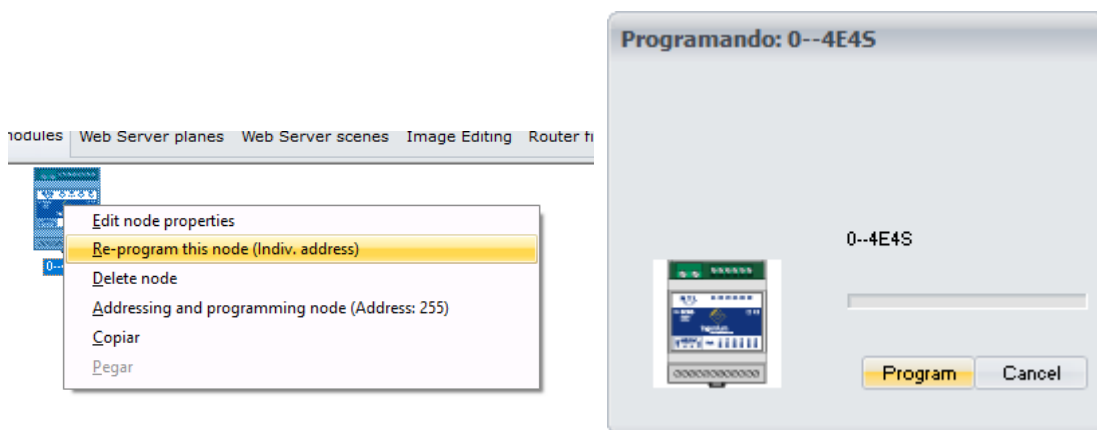 Programando: 0--4E4S
nodules Web Server planes Web Server scenes Image Editing Router fi
Edit node properties
Re-program this node (Indiv. address)
Delete node
Addressing and programming node (Address: 255)
Copiar
Pegar
0--
0--4E4S
Program Cancel